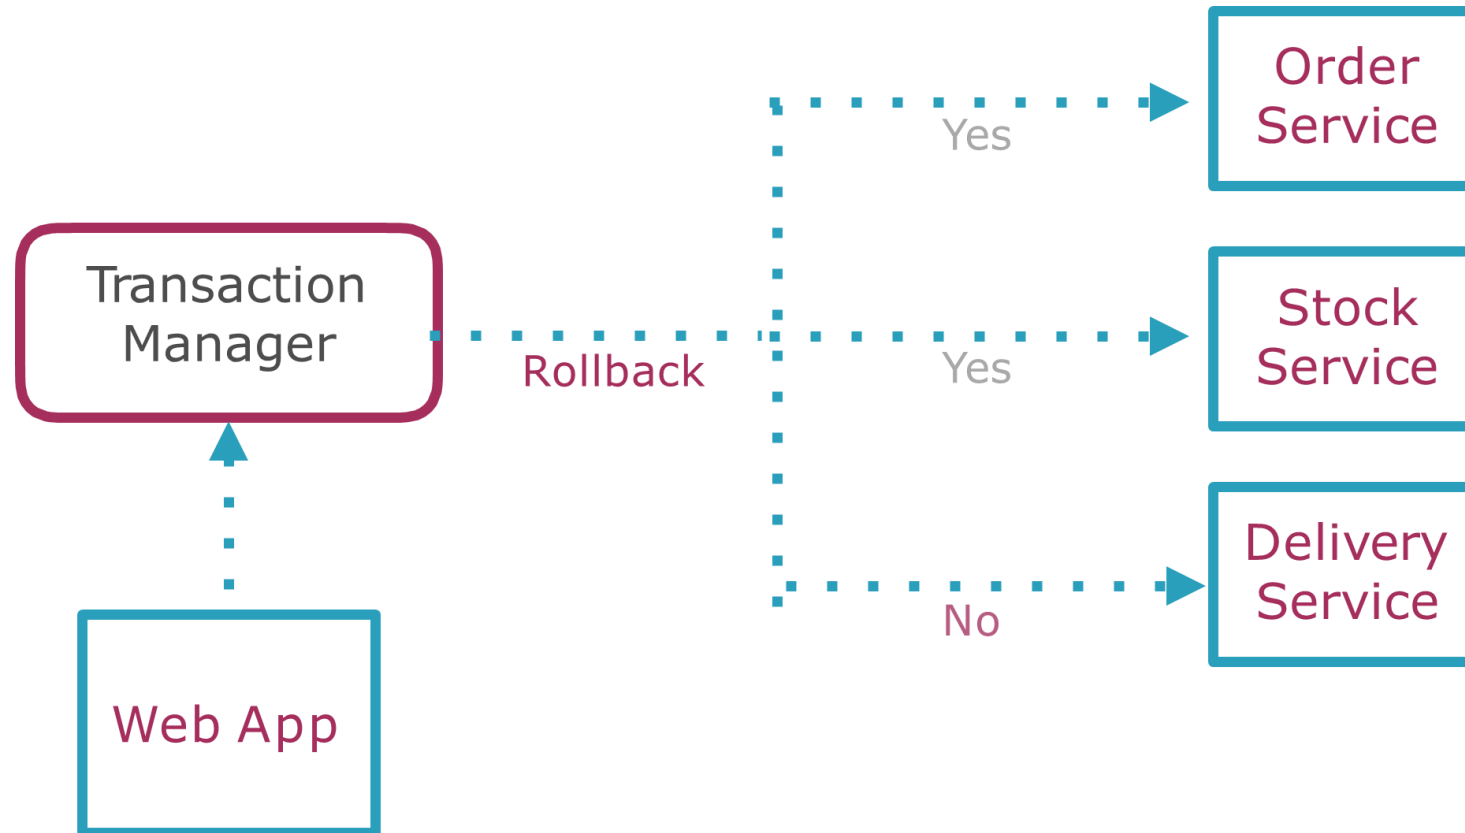 Order
Service
Yes
Transaction
Manager
Rollback
Stock
Service
Yes
Delivery
Service
No
Web App